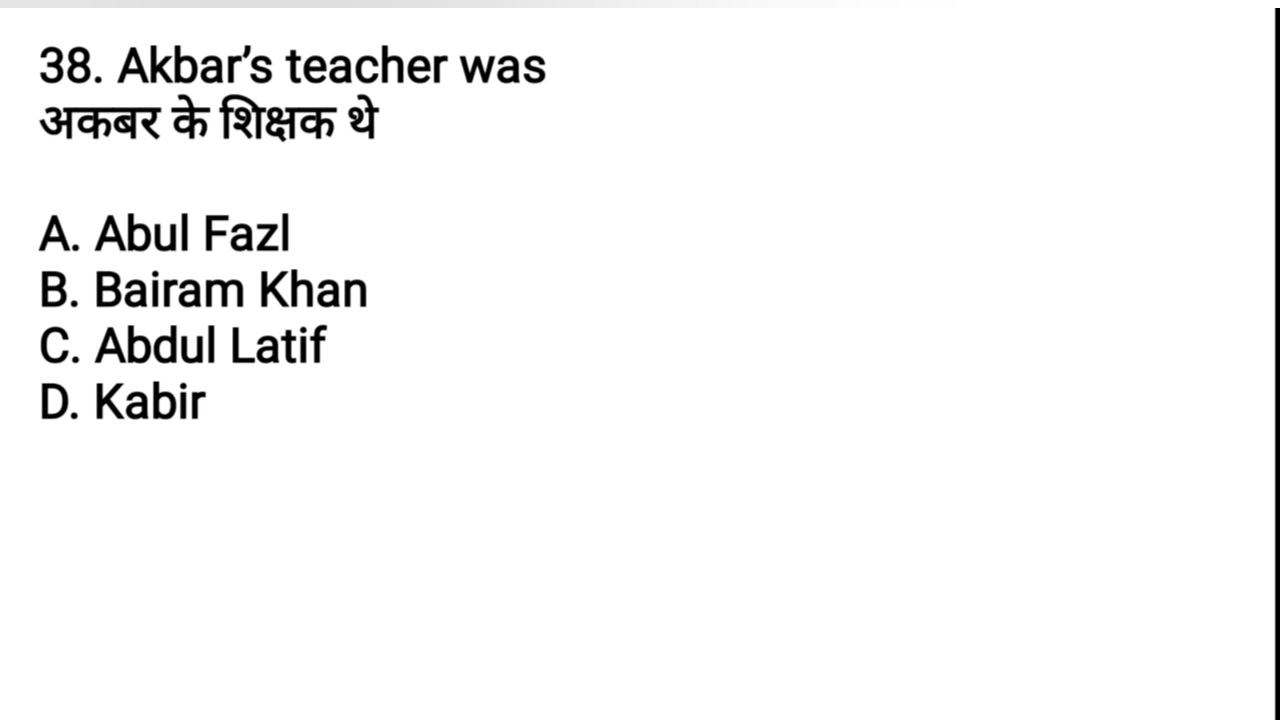 38. Akbar’s teacher was
अकबर के शिक्षक थे
A. Abul Fazl
B. Bairam Khan
C. Abdul Latif
D. Kabir